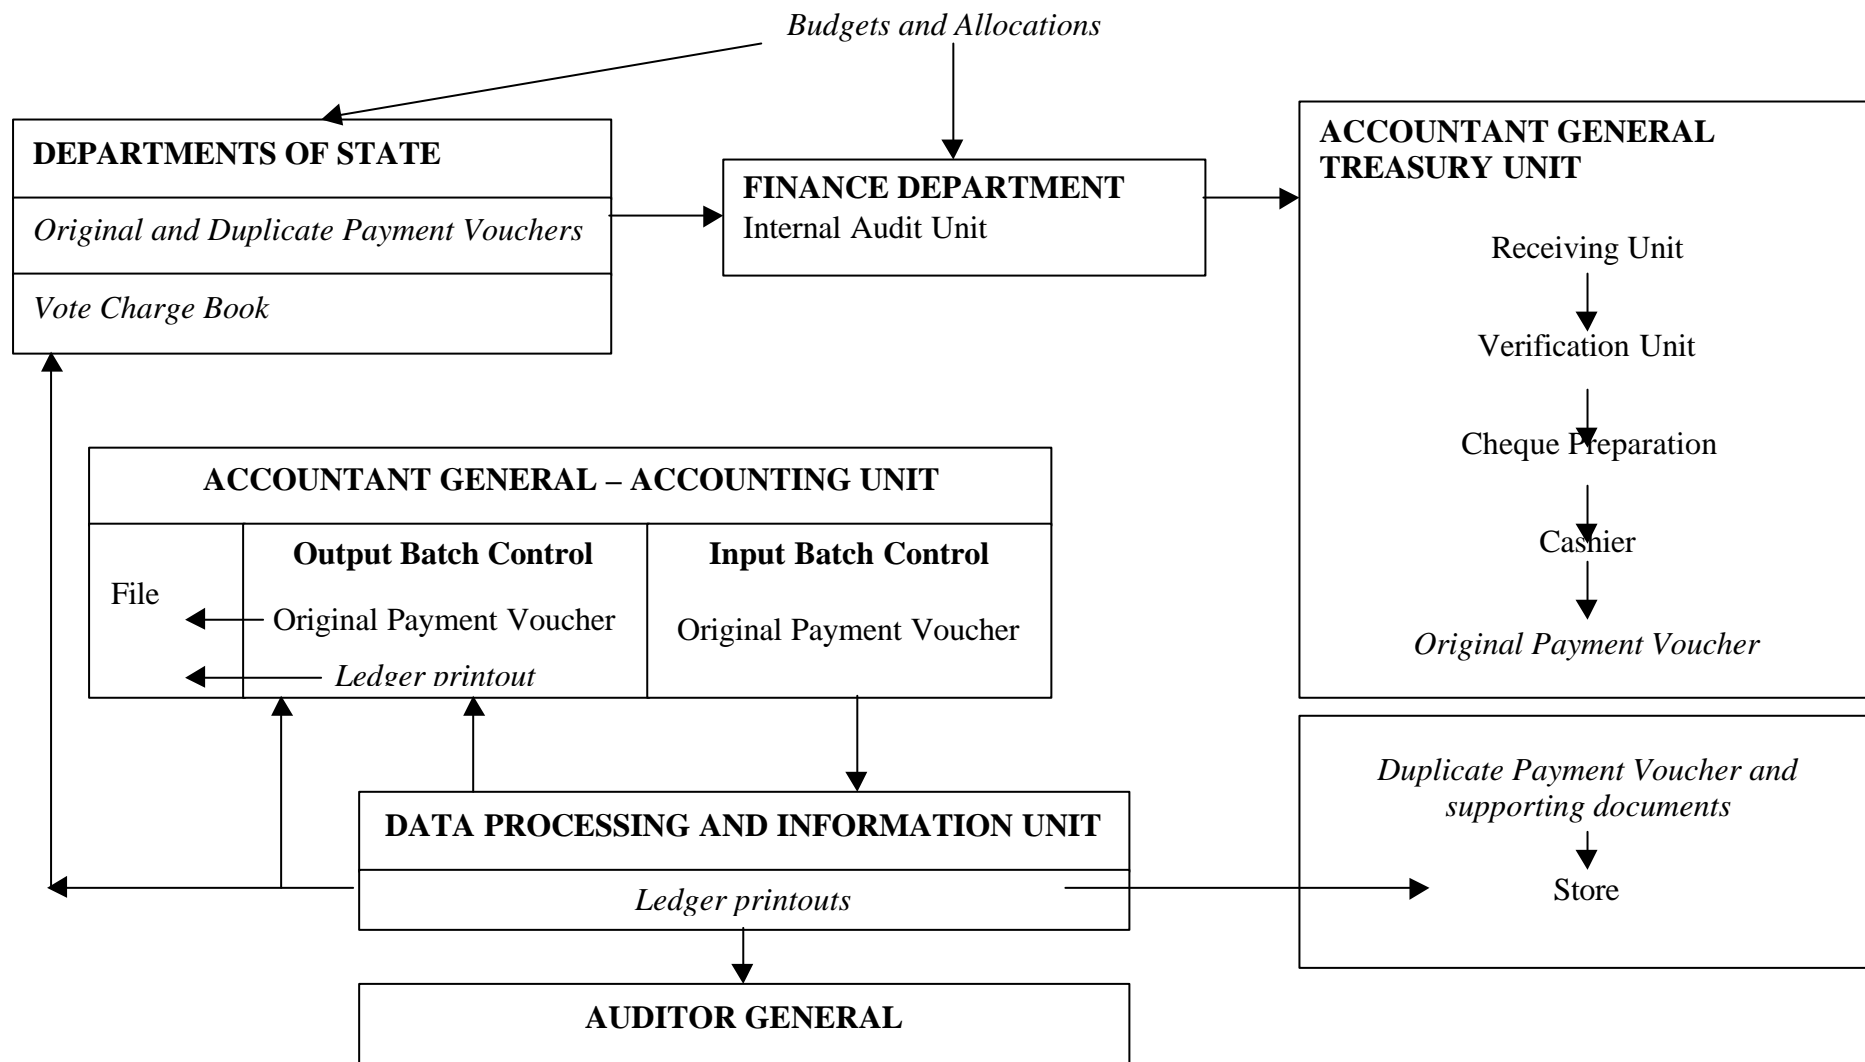 Budgets and Allocations
DEPARTMENTS OF STATE
Original and Duplicate Payment Vouchers
Vote Charge Book
FINANCE DEPARTMENT
Internal Audit Unit
ACCOUNTANT GENERAL
TREASURY UNIT
Receiving Unit
Verification Unit
Cheque Preparation
Cashier
Original Payment Voucher
ACCOUNTANT GENERAL – ACCOUNTING UNIT
File
Output Batch Control
Original Payment Voucher
Ledger printout
Input Batch Control
Original Payment Voucher
Duplicate Payment Voucher and
supporting documents
Store
DATA PROCESSING AND INFORMATION UNIT
Ledger printouts
AUDITOR GENERAL